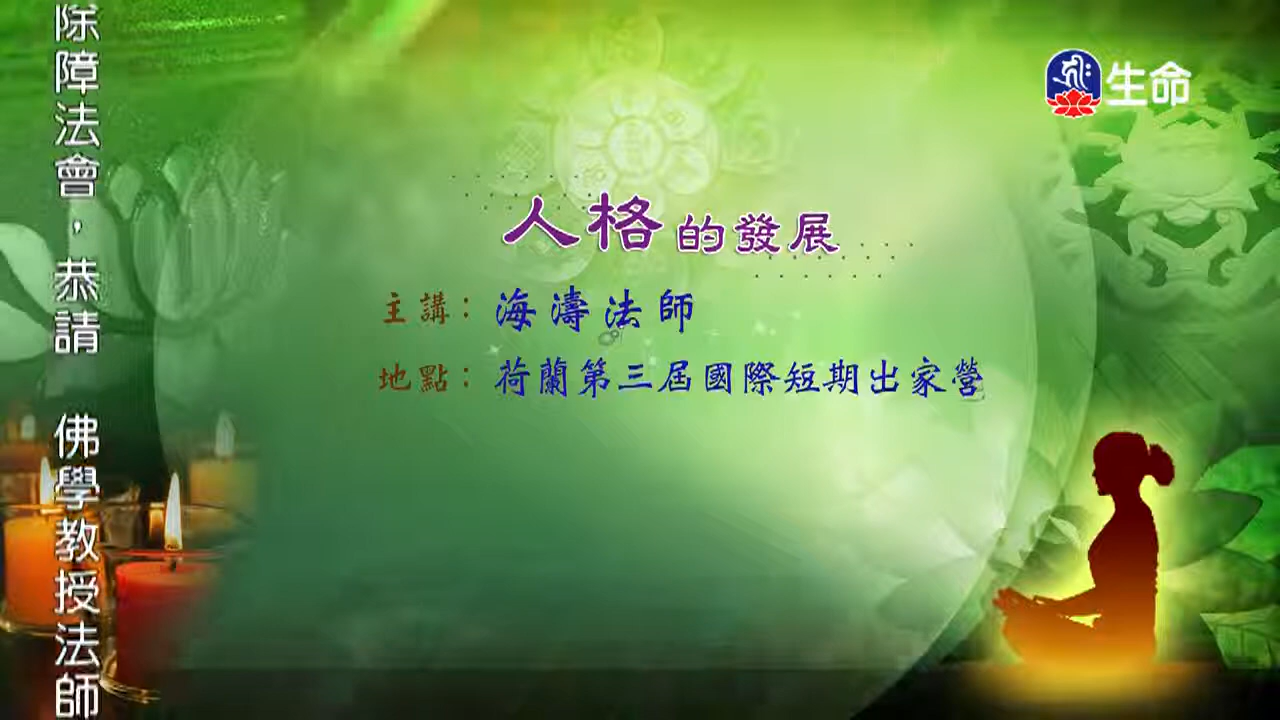 人格的發展
主講：海濤法師
地點：荷蘭第三屆國際短期出家營
生命
除障法會，恭請 佛學教授法師